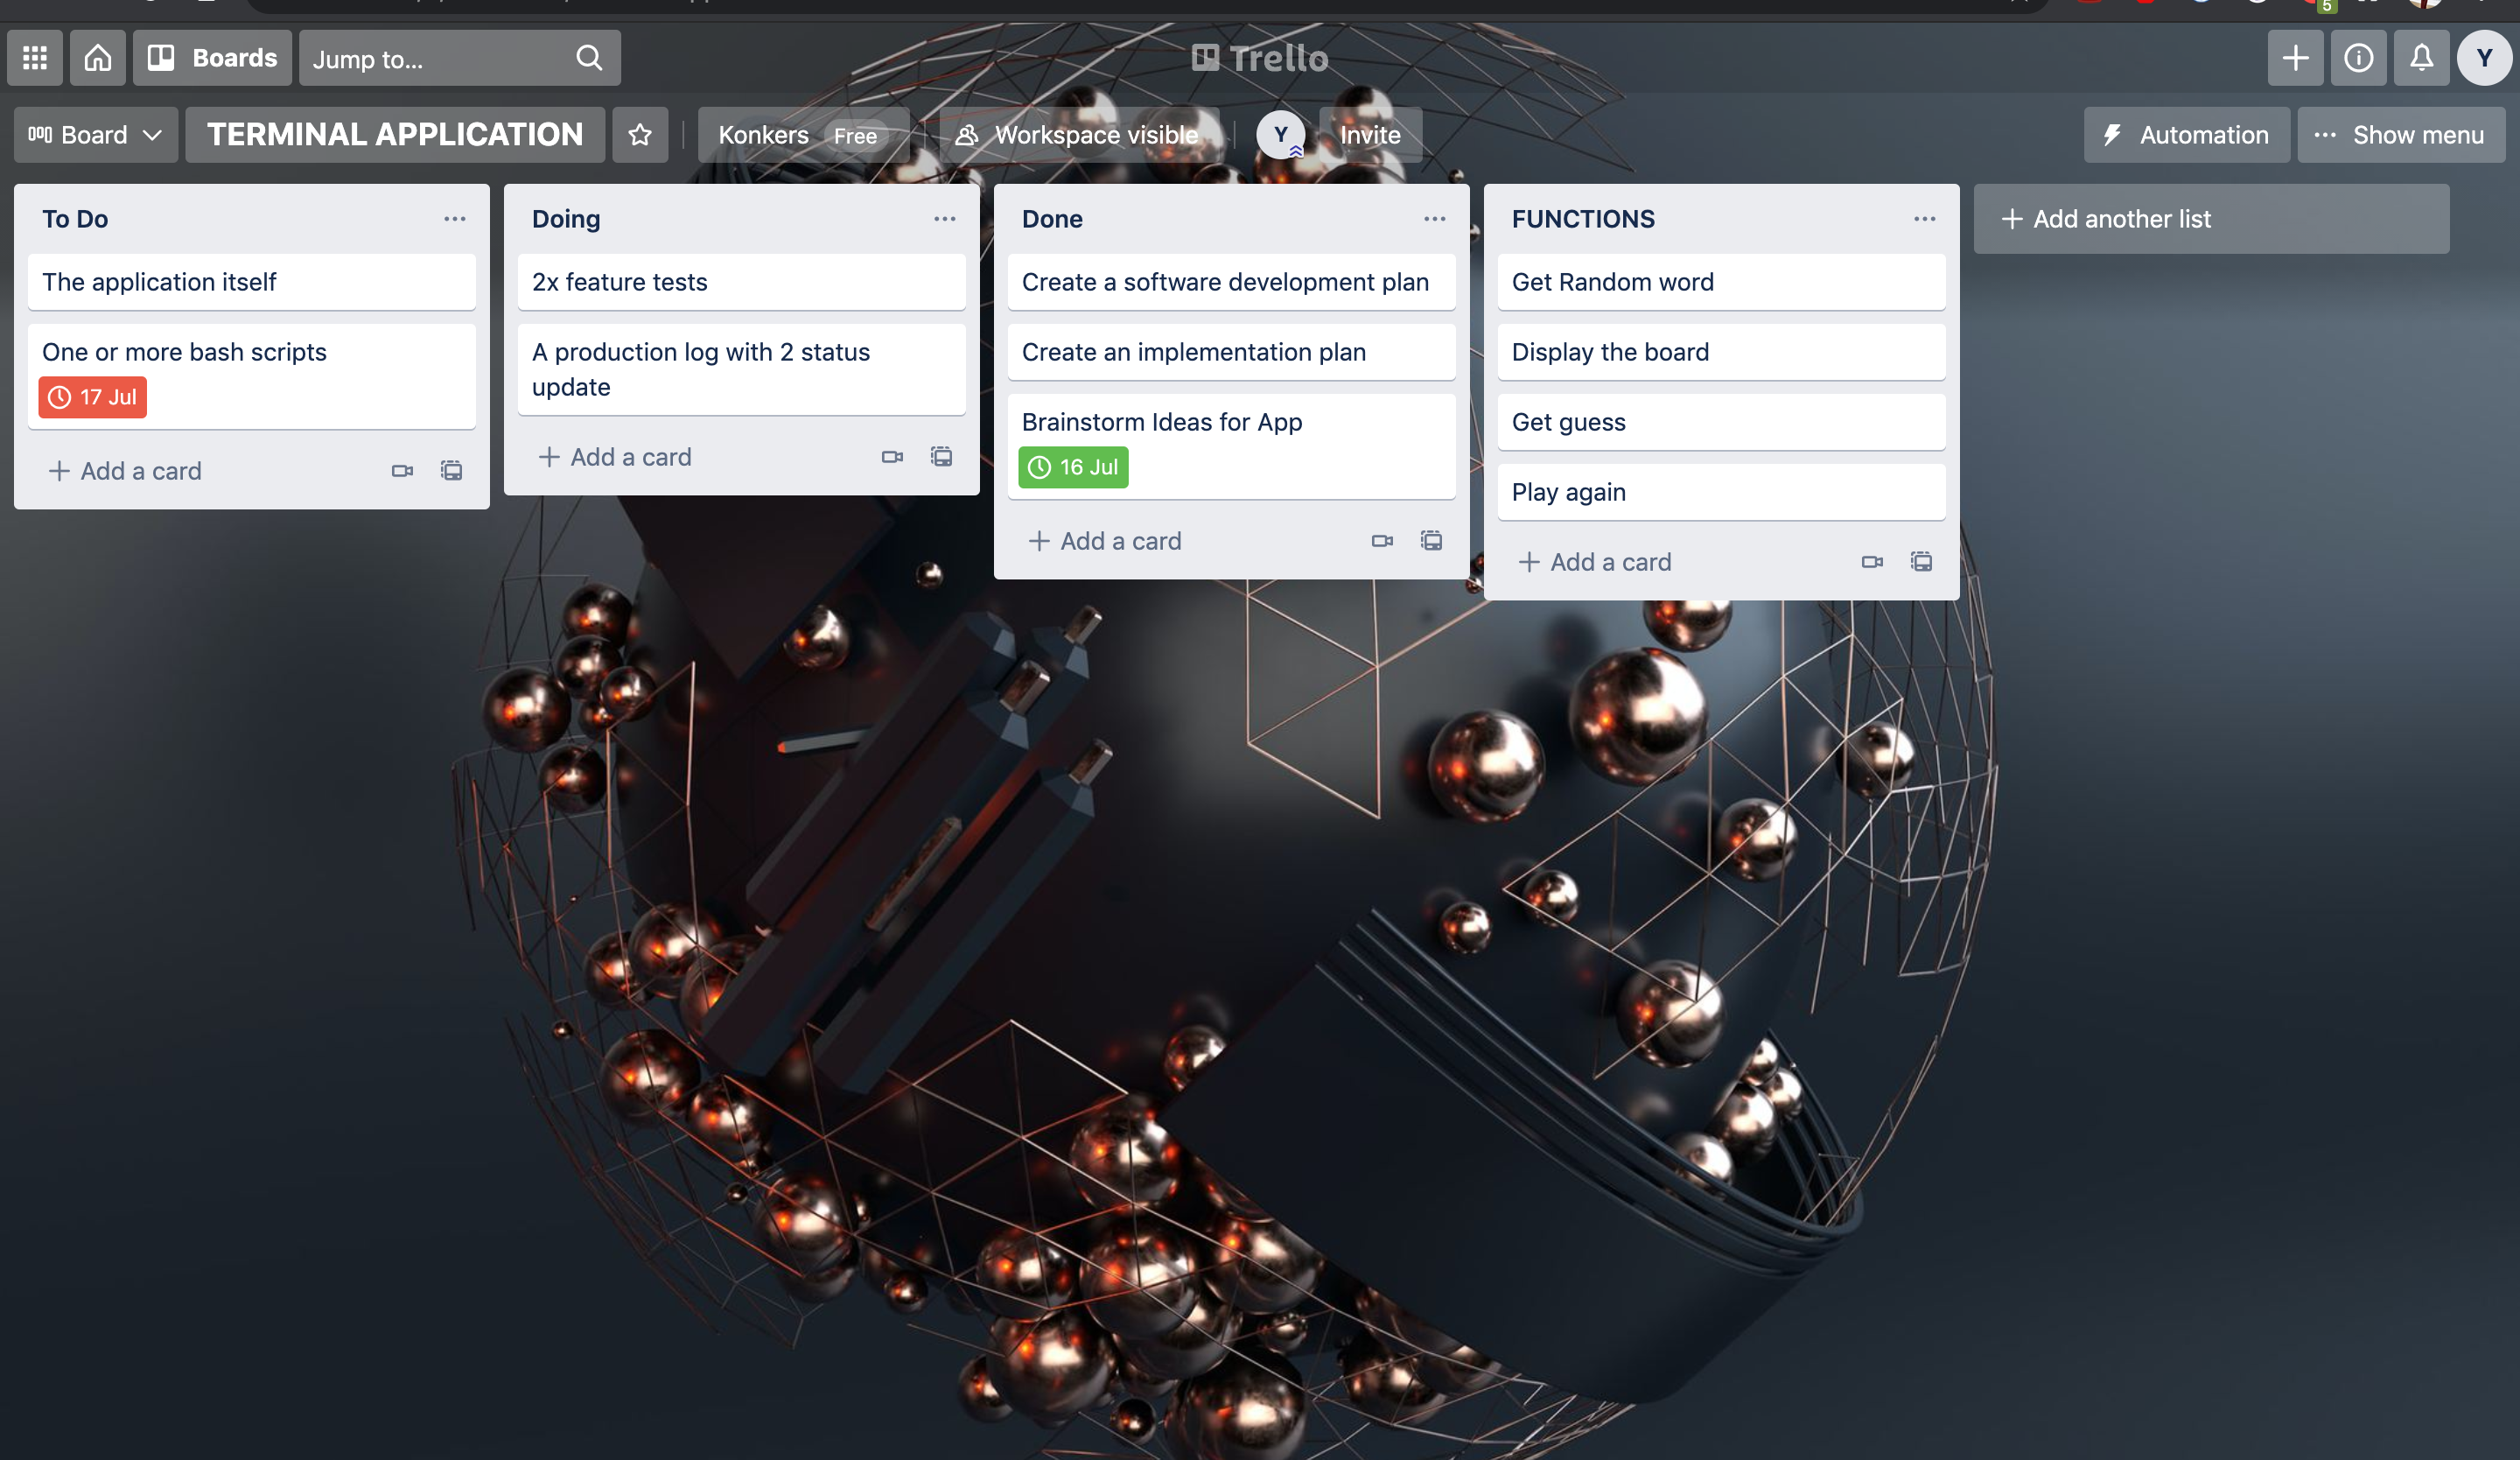 5
Boards
Jump to...
Trello
Y
Board
TERMINAL APPLICATION
Konkers Free
Workspace visible
Y
Invite
Automation
Show menu
To Do
The application itself
One or more bash scripts
17 Jul
Add a card
Doing
2x feature tests
A production log with 2 status
update
Add a card
Done
Create a software development plan
Create an implementation plan
Brainstorm Ideas for App
16 Jul
Add a card
FUNCTIONS
Get Random word
Display the board
Get guess
Play again
Add a card
Add another list